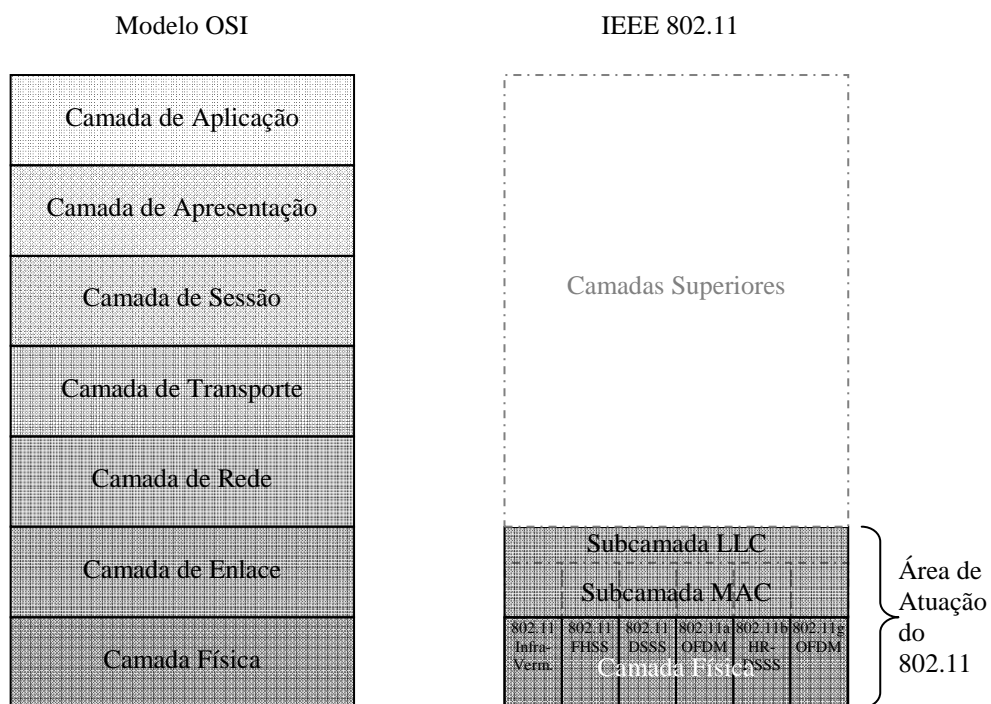 Modelo OSI
IEEE 802.11
Camada de Aplicação
Camada de Apresentação
Camada de Sessão
Camada de Transporte
Camada de Rede
Camada de Enlace
Camada Física
Camadas Superiores
Subcamada LLC
Subcamada MAC
802.11
Infra-
Verm.
802.11
FHSS
802.11
DSSS
802.11a
OFDM
802.11b
HR-
DSSS
802.11g
OFDM
Camada Física
Área de
Atuação
do
802.11